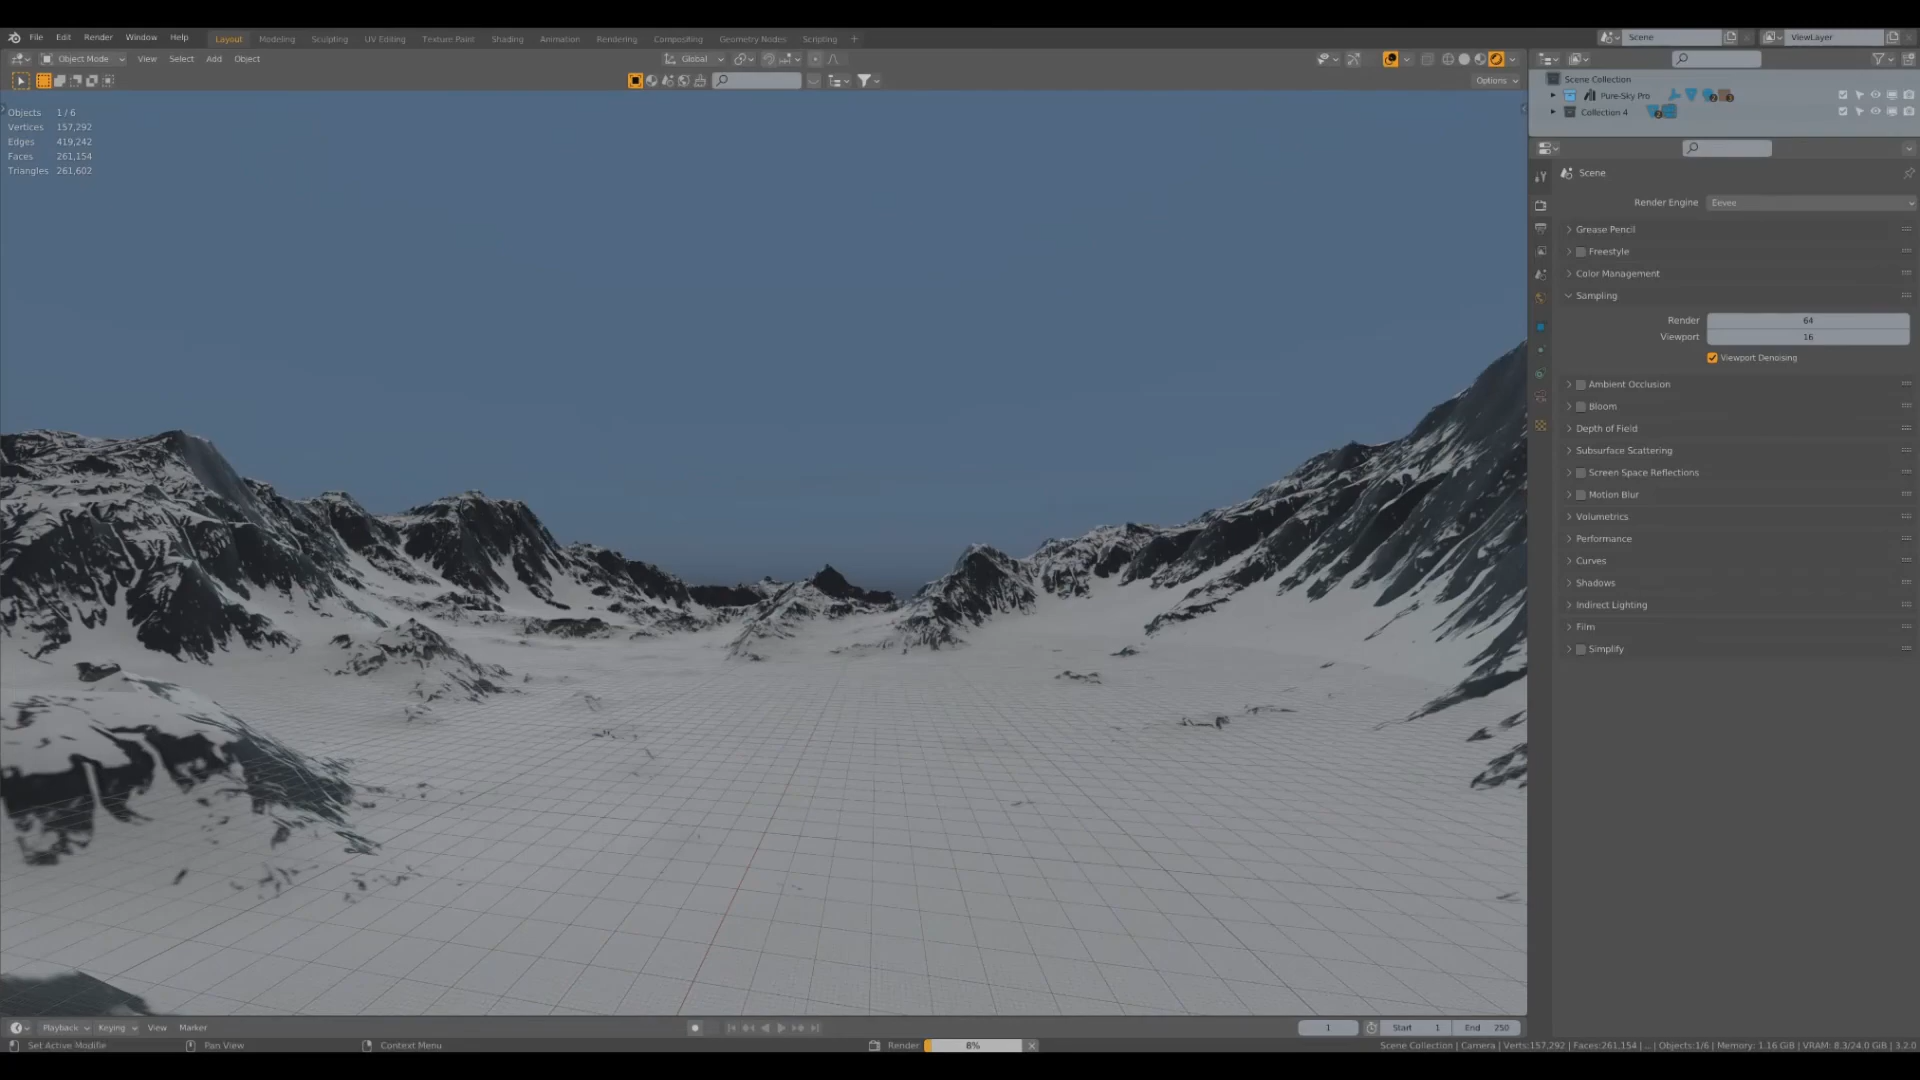 File Edit Render Window Help Layout Modeling Sculpting UV Editing Texture Paint Shading Animation Rendering Compositing Geometry Nodes Scripting + Scene ViewLayer
Object Mode View Select Add Object Global
Options
Scene Collection
Pure-Sky Pro
Collection 4
Objects 1 / 6
Vertices 157,292
Edges 419,242
Faces 261,154
Triangles 261,602
Scene
Render Engine Eevee
Grease Pencil
Freestyle
Color Management
Sampling
Render 64
Viewport 16
Viewport Denoising
Ambient Occlusion
Bloom
Depth of Field
Subsurface Scattering
Screen Space Reflections
Motion Blur
Volumetrics
Performance
Curves
Shadows
Indirect Lighting
Film
Simplify
Playback Keying View Marker 1 Start 1 End 250
Set Active Modifie Pan View Context Menu Render 8% Scene Collection | Camera | Verts:157,292 | Faces:261,154 | ... | Objects:1/6 | Memory: 1.16 GiB | VRAM: 8.3/24.0 GiB | 3.2.0